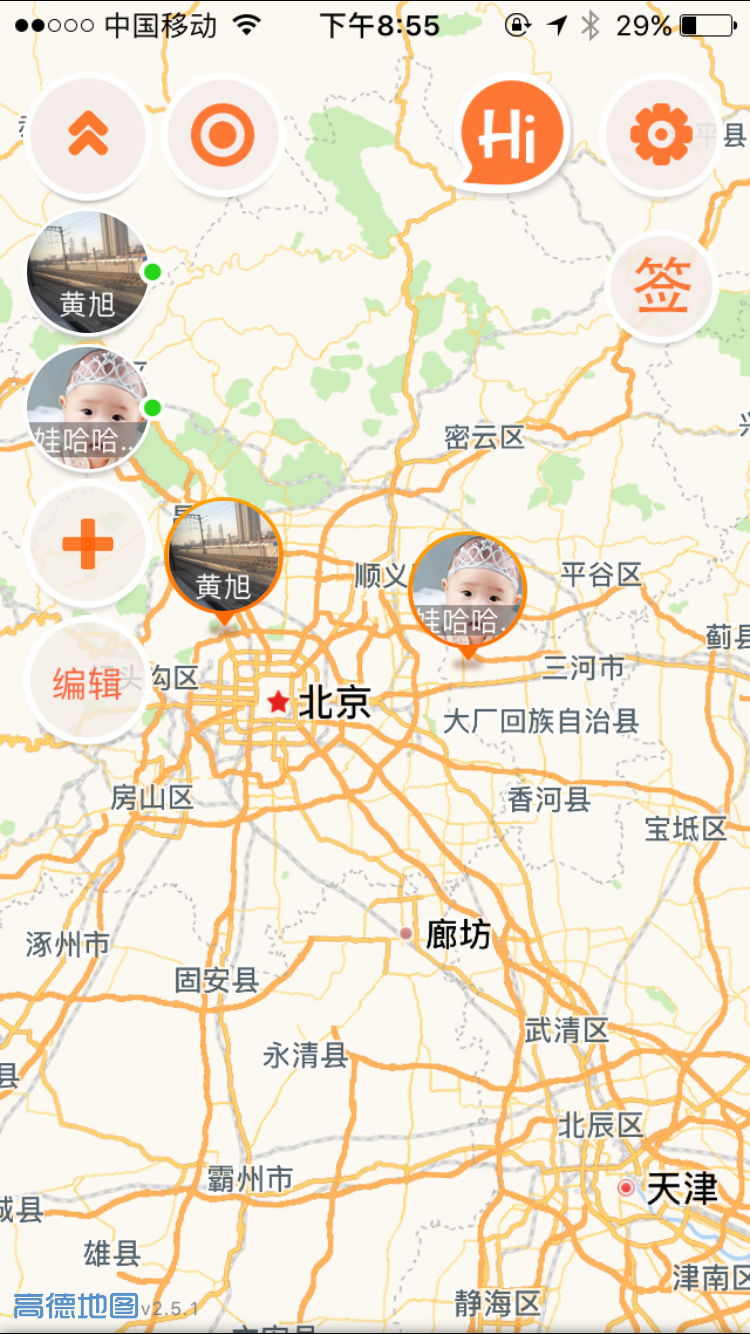 中国移动
下午8:55
29%
Hi
平县
黄旭
签
娃哈哈..
密云区
黄旭
顺义
娃哈哈.
平谷区
蓟县
编辑
头沟区
三河市
北京
大厂回族自治县
房山区
香河县
宝坻区
廊坊
涿州市
固安县
武清区
永清县
县
北辰区
霸州市
天津
城县
雄县
津南区
高德地图 v2.5.1
静海区